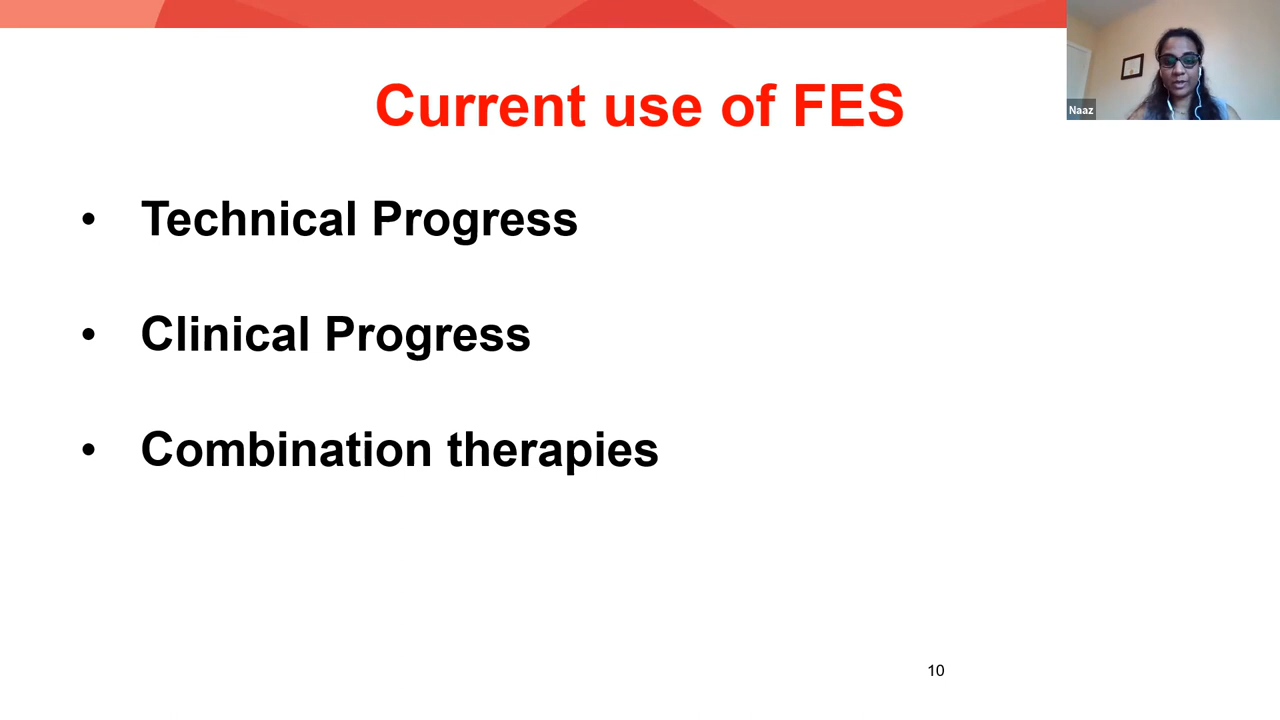 Current use of FES
Naaz
• Technical Progress
• Clinical Progress
• Combination therapies
10